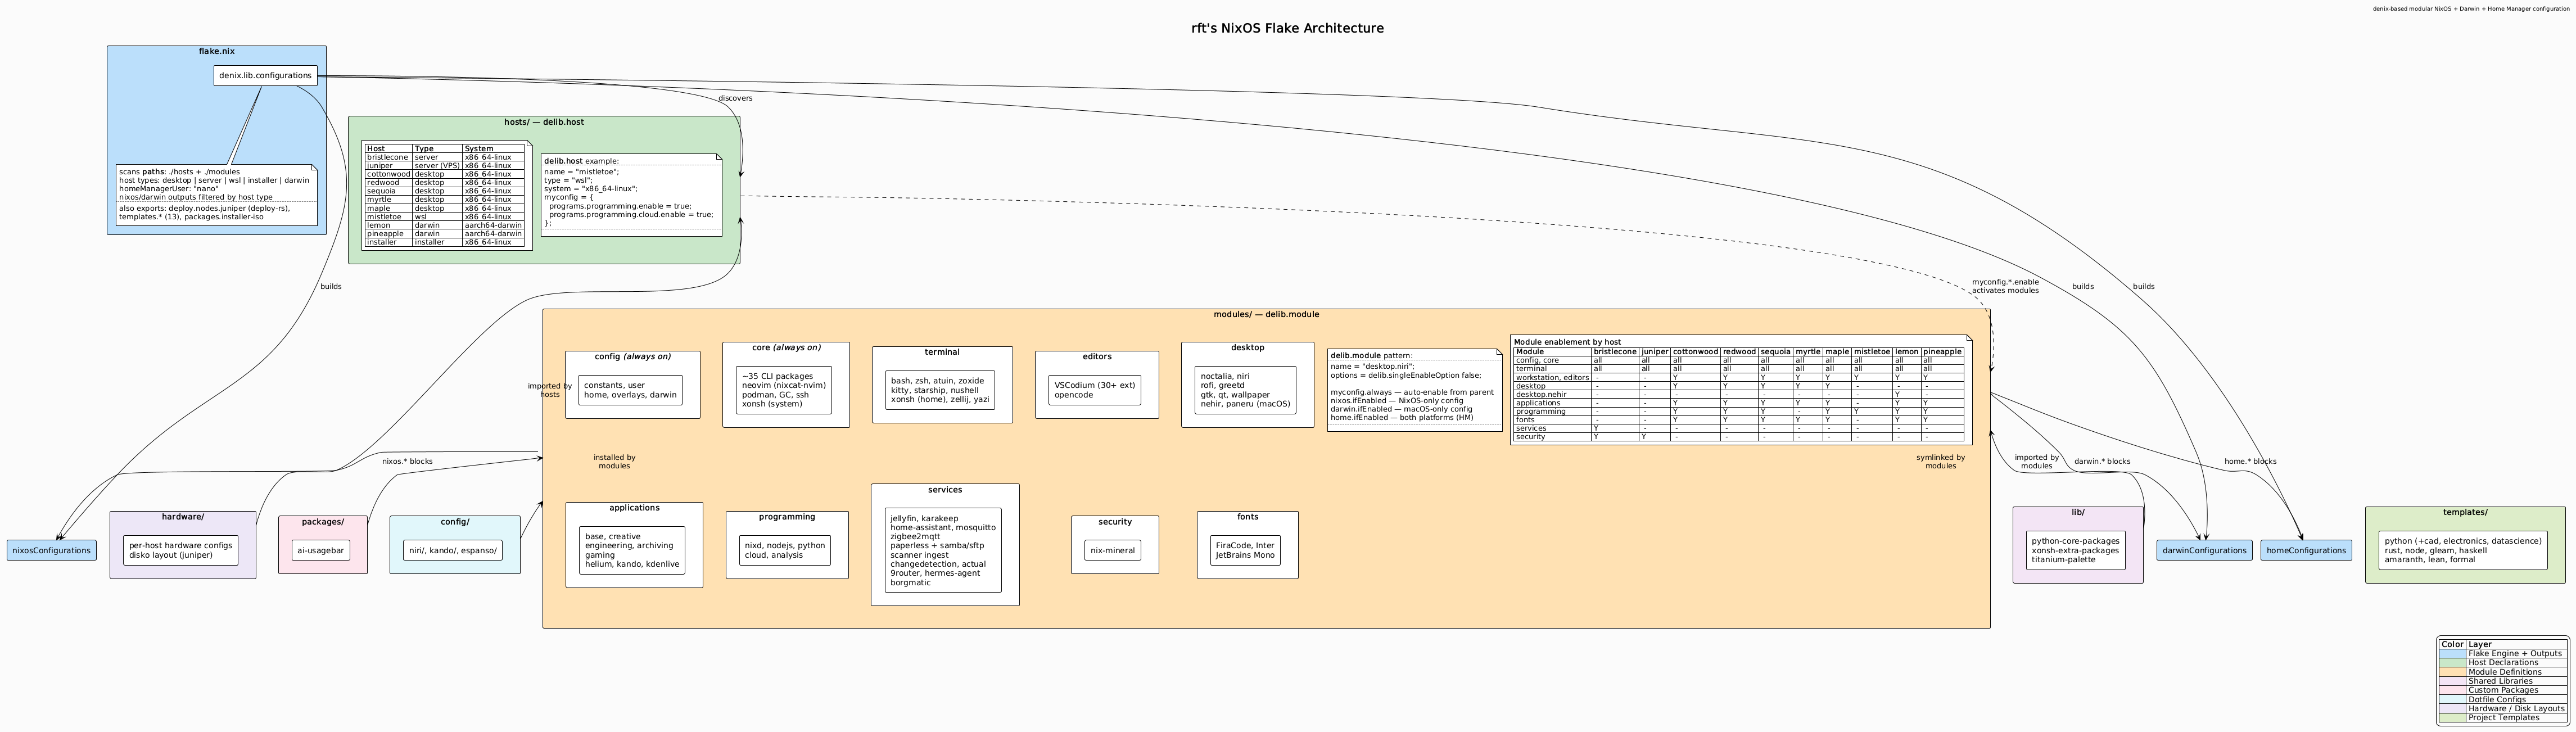 denix-based modular NixOS + Darwin + Home Manager configuration
rft's NixOS Flake Architecture
flake.nix
denix.lib.configurations
scans paths: ./hosts + ./modules
host types: desktop | server | wsl | installer | darwin
homeManagerUser: "nano"
nixos/darwin outputs filtered by host type
also exports: deploy.nodes.juniper (deploy-rs),
templates.* (13), packages.installer-iso
discovers
hosts/ — delib.host
Host Type System
bristlecone server x86_64-linux
juniper server (VPS) x86_64-linux
cottonwood desktop x86_64-linux
redwood desktop x86_64-linux
sequoia desktop x86_64-linux
myrtle desktop x86_64-linux
maple desktop x86_64-linux
mistletoe wsl x86_64-linux
lemon darwin aarch64-darwin
pineapple darwin aarch64-darwin
installer installer x86_64-linux
delib.host example:
name = "mistletoe";
type = "wsl";
system = "x86_64-linux";
myconfig = {
programs.programming.enable = true;
programs.programming.cloud.enable = true;
};
builds
myconfig.*.enable
activates modules
builds
builds
modules/ — delib.module
config (always on)
constants, user
home, overlays, darwin
core (always on)
~35 CLI packages
neovim (nixcat-nvim)
podman, GC, ssh
xonsh (system)
terminal
bash, zsh, atuin, zoxide
kitty, starship, nushell
xonsh (home), zellij, yazi
editors
VSCodium (30+ ext)
opencode
desktop
noctalia, niri
rofi, greetd
gtk, qt, wallpaper
nehir, paneru (macOS)
delib.module pattern:
name = "desktop.niri";
options = delib.singleEnableOption false;
myconfig.always — auto-enable from parent
nixos.ifEnabled — NixOS-only config
darwin.ifEnabled — macOS-only config
home.ifEnabled — both platforms (HM)
Module enablement by host
Module bristlecone juniper cottonwood redwood sequoia myrtle maple mistletoe lemon pineapple
config, core all all all all all all all all all all
terminal all all all all all all all all all all
workstation, editors - - Y Y Y Y Y Y Y Y
desktop - - Y Y Y Y Y - - -
desktop.nehir - - - - - - - - Y -
applications - - Y Y Y Y Y - Y Y
programming - - Y Y Y - Y Y Y Y
fonts - - Y Y Y Y Y - Y Y
services Y - - - - - - - - -
security Y Y - - - - - - - -
imported by
hosts
nixos.* blocks
installed by
modules
symlinked by
modules
imported by
modules
darwin.* blocks
home.* blocks
nixosConfigurations
hardware/
per-host hardware configs
disko layout (juniper)
packages/
ai-usagebar
config/
niri/, kando/, espanso/
applications
base, creative
engineering, archiving
gaming
helium, kando, kdenlive
programming
nixd, nodejs, python
cloud, analysis
services
jellyfin, karakeep
home-assistant, mosquitto
zigbee2mqtt
paperless + samba/sftp
scanner ingest
changedetection, actual
9router, hermes-agent
borgmatic
security
nix-mineral
fonts
FiraCode, Inter
JetBrains Mono
lib/
python-core-packages
xonsh-extra-packages
titanium-palette
darwinConfigurations
homeConfigurations
templates/
python (+cad, electronics, datascience)
rust, node, gleam, haskell
amaranth, lean, formal
Color Layer
Flake Engine + Outputs
Host Declarations
Module Definitions
Shared Libraries
Custom Packages
Dotfile Configs
Hardware / Disk Layouts
Project Templates